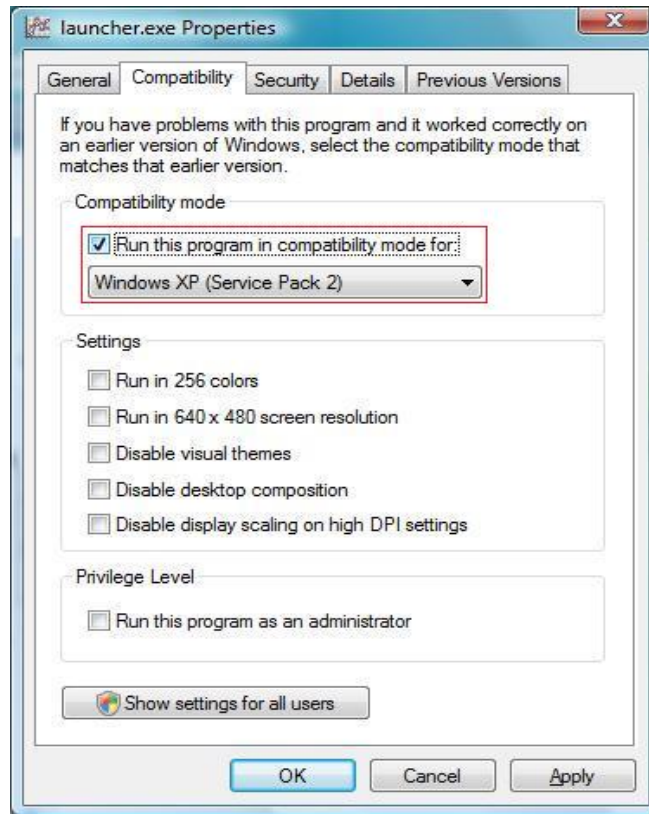 launcher.exe Properties
General Compatibility Security Details Previous Versions
If you have problems with this program and it worked correctly on
an earlier version of Windows, select the compatibility mode that
matches that earlier version.
Compatibility mode
Run this program in compatibility mode for:
Windows XP (Service Pack 2)
Settings
Run in 256 colors
Run in 640 x 480 screen resolution
Disable visual themes
Disable desktop composition
Disable display scaling on high DPI settings
Privilege Level
Run this program as an administrator
Show settings for all users
OK Cancel Apply